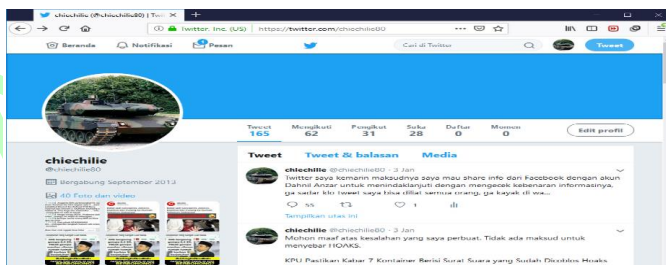 chiechilie (@chiechilie80) | Twi
Twitter, Inc. (US) https://twitter.com/chiechilie80
Beranda Notifikasi Pesan Cari di Twitter Tweet
Tweet Mengikuti Pengikut Suka Daftar Momen
165 62 31 28 0 0
Edit profil
chiechilie
@chiechilie80
Bergabung September 2013
40 Foto dan video
Tweet Tweet & balasan Media
chiechilie @chiechilie80 · 3 Jan
Twitter saya kemarin maksudnya saya mau share info dari Facebook dengan akun
Dahnil Anzar untuk menindaklanjuti dengan mengecek kebenaran informasinya,
ga sadar klo tweet saya bisa dilihat semua orang, ga kayak di wa...
55 1
Tampilkan utas ini
chiechilie @chiechilie80 · 3 Jan
Mohon maaf atas kesalahan yang saya perbuat. Tidak ada maksud untuk
menyebar HOAKS.
KPU Pastikan Kabar 7 Kontainer Berisi Surat Suara yang Sudah Dicoblos Hoaks